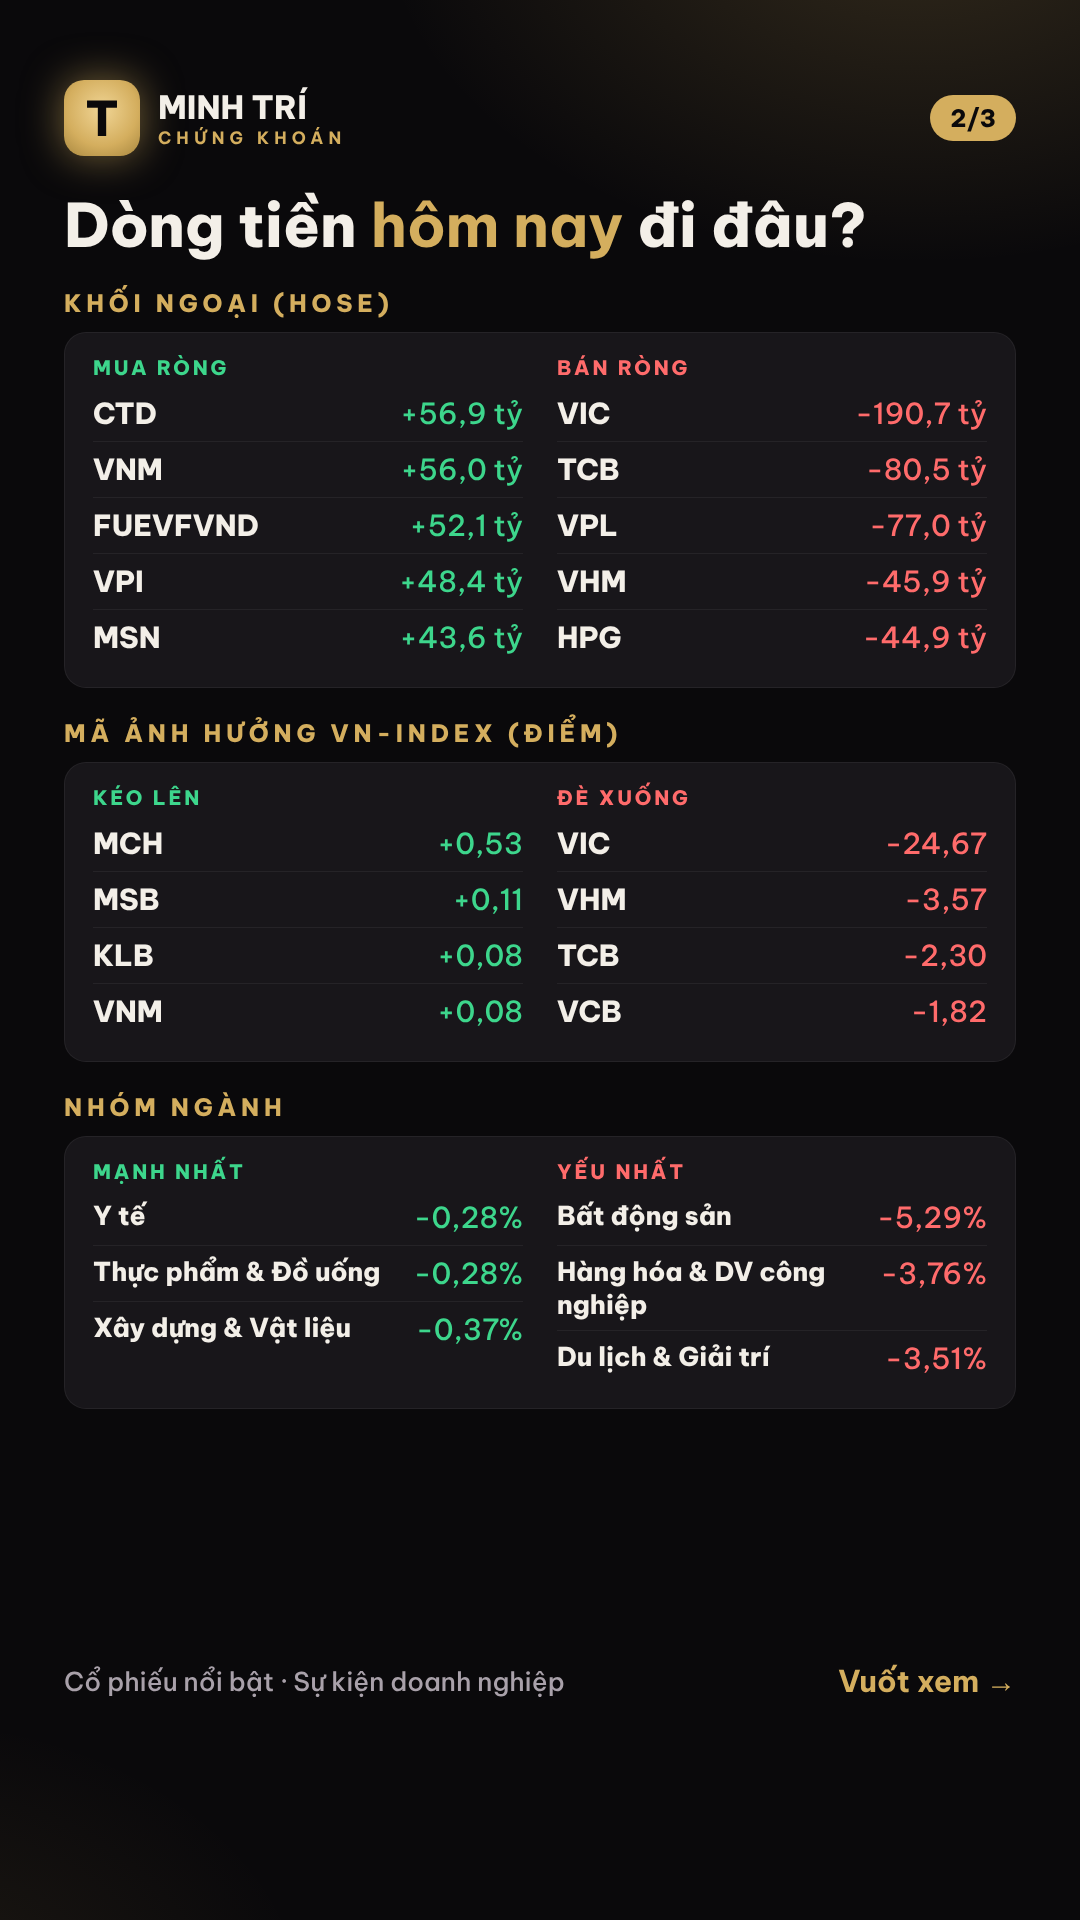 T
MINH TRÍ
CHỨNG KHOÁN
2/3
Dòng tiền hôm nay đi đâu?
KHỐI NGOẠI (HOSE)
MUA RÒNG
CTD +56,9 tỷ
VNM +56,0 tỷ
FUEVFVND +52,1 tỷ
VPI +48,4 tỷ
MSN +43,6 tỷ
BÁN RÒNG
VIC -190,7 tỷ
TCB -80,5 tỷ
VPL -77,0 tỷ
VHM -45,9 tỷ
HPG -44,9 tỷ
MÃ ẢNH HƯỞNG VN-INDEX (ĐIỂM)
KÉO LÊN
MCH +0,53
MSB +0,11
KLB +0,08
VNM +0,08
ĐÈ XUỐNG
VIC -24,67
VHM -3,57
TCB -2,30
VCB -1,82
NHÓM NGÀNH
MẠNH NHẤT
Y tế -0,28%
Thực phẩm & Đồ uống -0,28%
Xây dựng & Vật liệu -0,37%
YẾU NHẤT
Bất động sản -5,29%
Hàng hóa & DV công -3,76%
nghiệp
Du lịch & Giải trí -3,51%
Cổ phiếu nổi bật · Sự kiện doanh nghiệp
Vuốt xem →